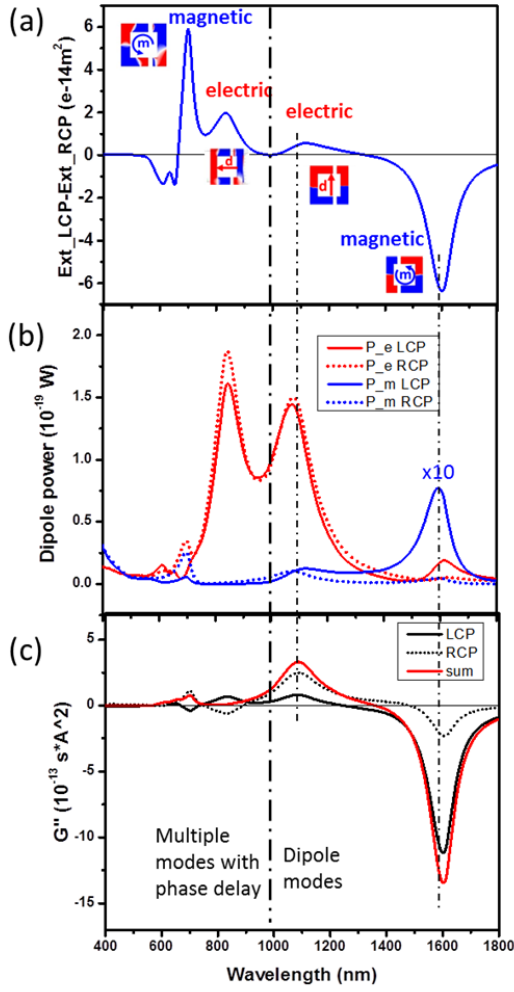 (a)
magnetic
m
electric
d
electric
d
magnetic
m
Ext_LCP-Ext_RCP (e-14m²)
6
4
2
0
-2
-4
-6
(b)
P_e LCP
P_e RCP
P_m LCP
P_m RCP
x10
Dipole power (10⁻¹⁹ W)
2.0
1.5
1.0
0.5
0.0
(c)
LCP
RCP
sum
G" (10⁻¹³ s*A^2)
5
0
-5
-10
-15
Multiple
modes with
phase delay
Dipole
modes
400 600 800 1000 1200 1400 1600 1800
Wavelength (nm)